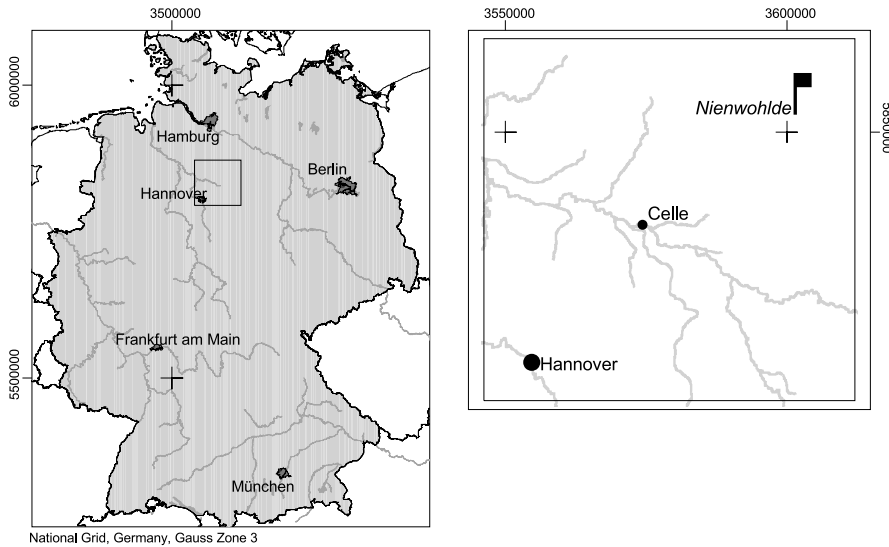 3500000
6000000
5500000
Hamburg
Berlin
Hannover
Frankfurt am Main
München
National Grid, Germany, Gauss Zone 3
3550000
3600000
5850000
Nienwohlde
Celle
Hannover